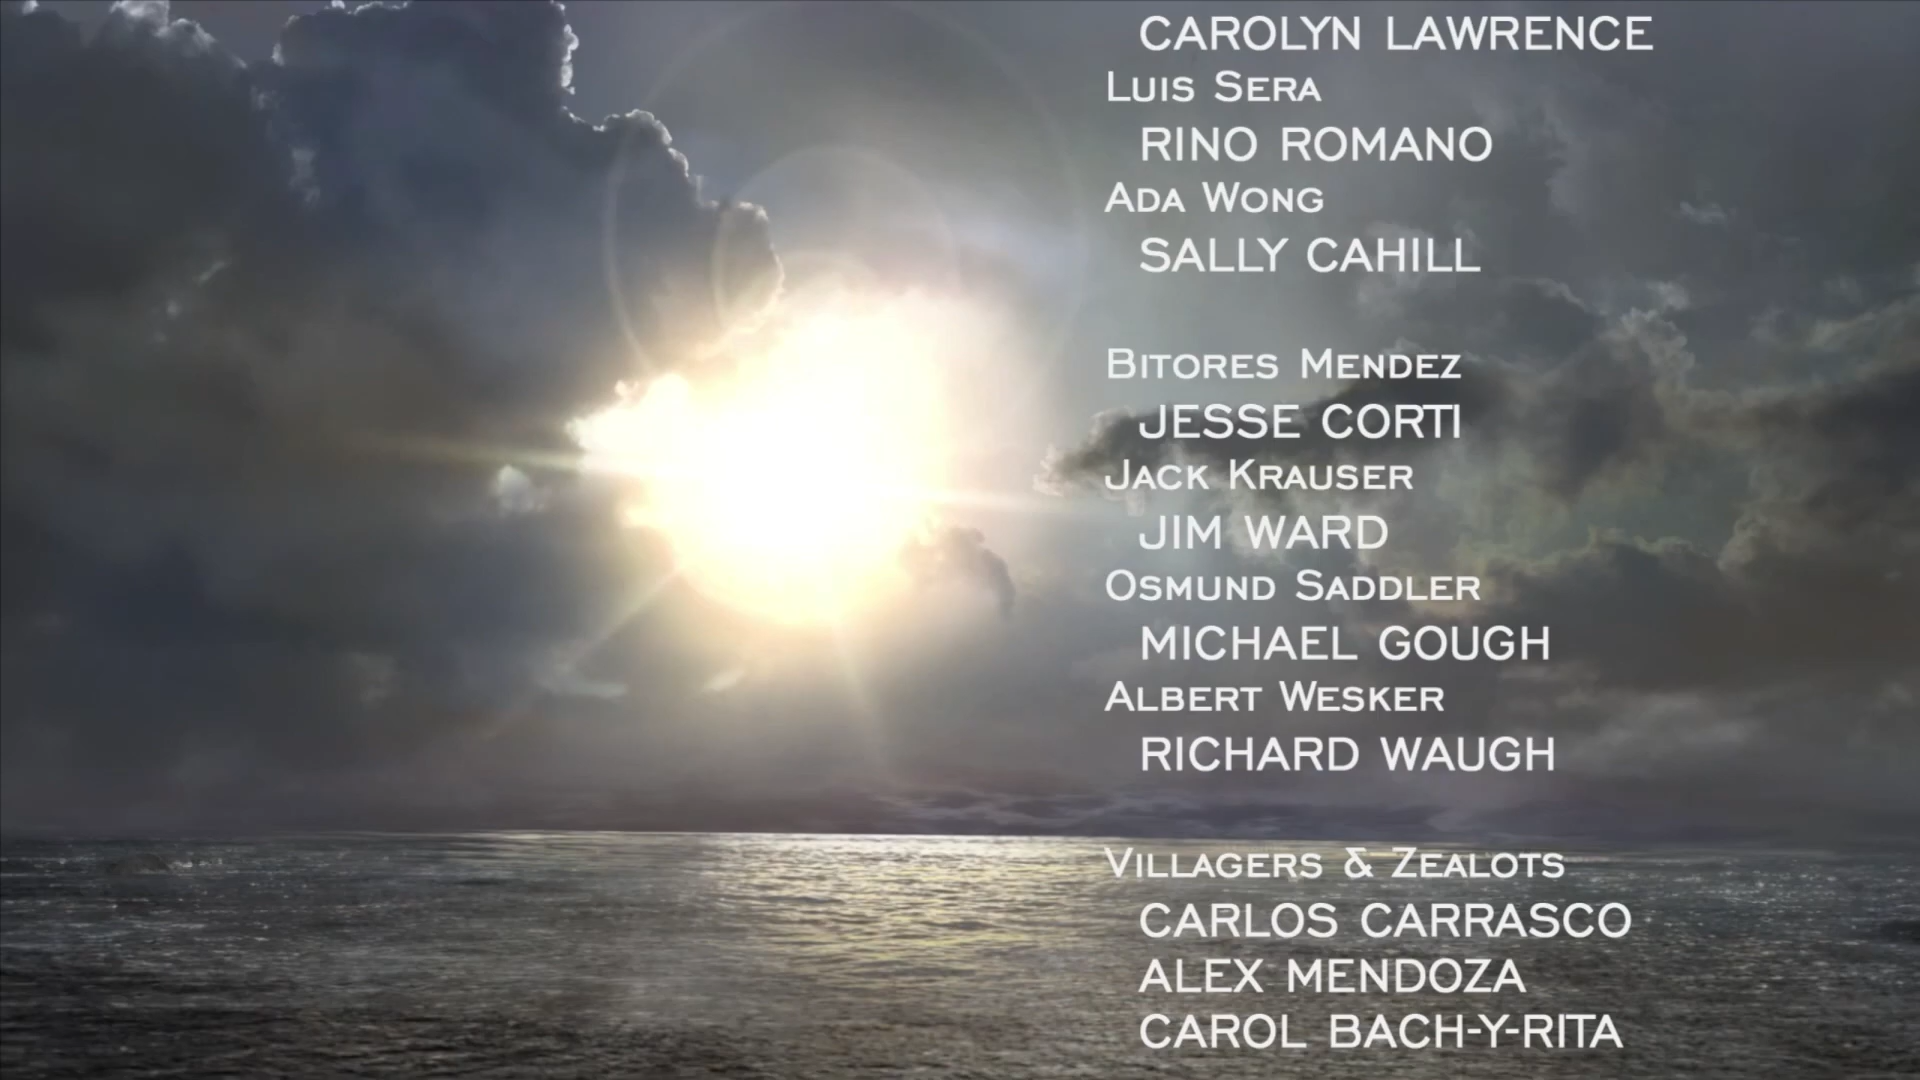 CAROLYN LAWRENCE
Luis Sera
RINO ROMANO
Ada Wong
SALLY CAHILL
Bitores Mendez
JESSE CORTI
Jack Krauser
JIM WARD
Osmund Saddler
MICHAEL GOUGH
Albert Wesker
RICHARD WAUGH
Villagers & Zealots
CARLOS CARRASCO
ALEX MENDOZA
CAROL BACH-Y-RITA